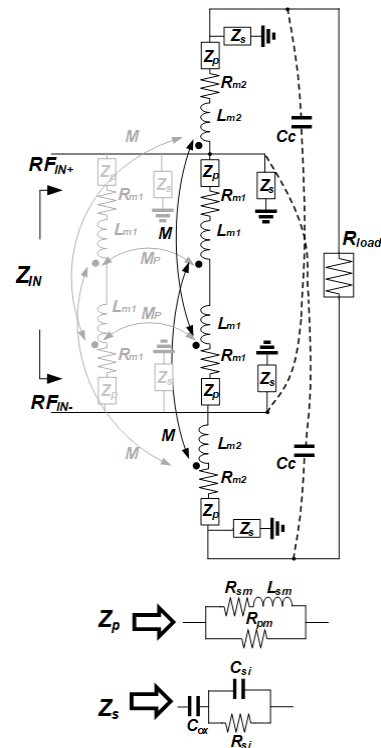 Zs
Zp
Rm2
M
Lm2
Cc
RFIN+
Zp
Zp
Zs
Zs
Rm1
Rm1
Rload
Lm1
M
Lm1
ZIN
MP
Lm1
MP
Lm1
Rm1
Rm1
Zs
Zs
Zp
Zp
RFIN-
M
Lm2
M
Cc
Rm2
Zp
Zs
Rsm
Lsm
Zp
Rpm
Csi
Zs
Cox
Rsi